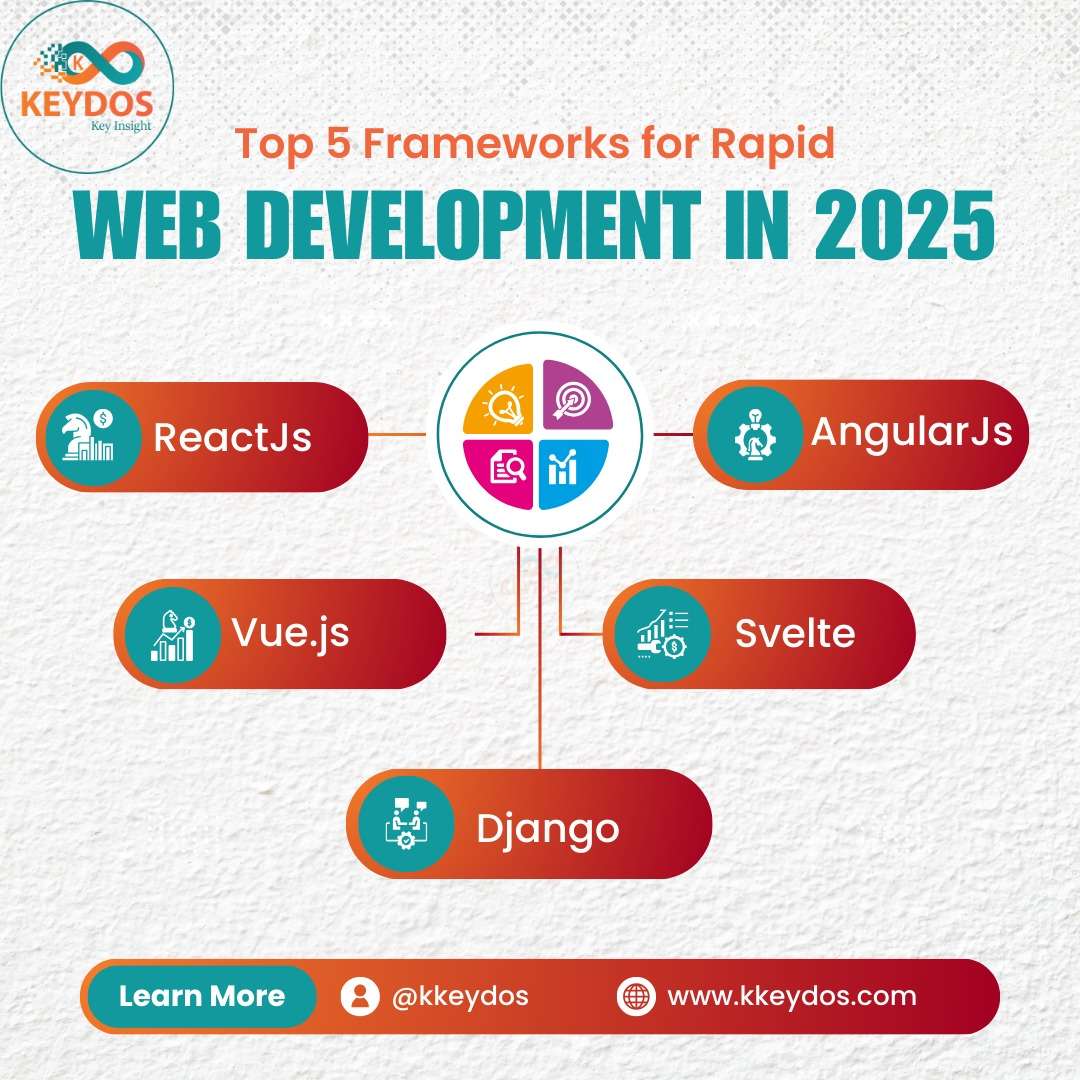 K
KEYDOS
Key Insight
Top 5 Frameworks for Rapid
WEB DEVELOPMENT IN 2025
ReactJs
AngularJs
Vue.js
Svelte
Django
Learn More
@kkeydos
www.kkeydos.com